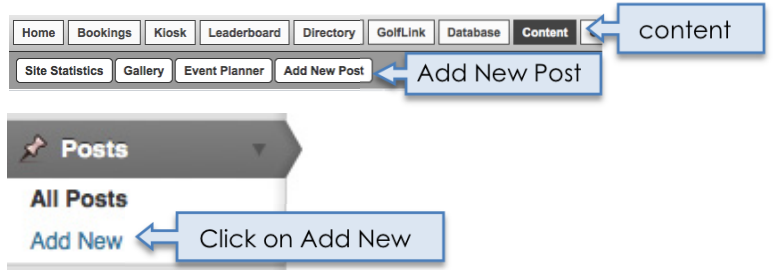 Home Bookings Kiosk Leaderboard Directory GolfLink Database Content content
Site Statistics Gallery Event Planner Add New Post Add New Post
Posts
All Posts
Add New Click on Add New